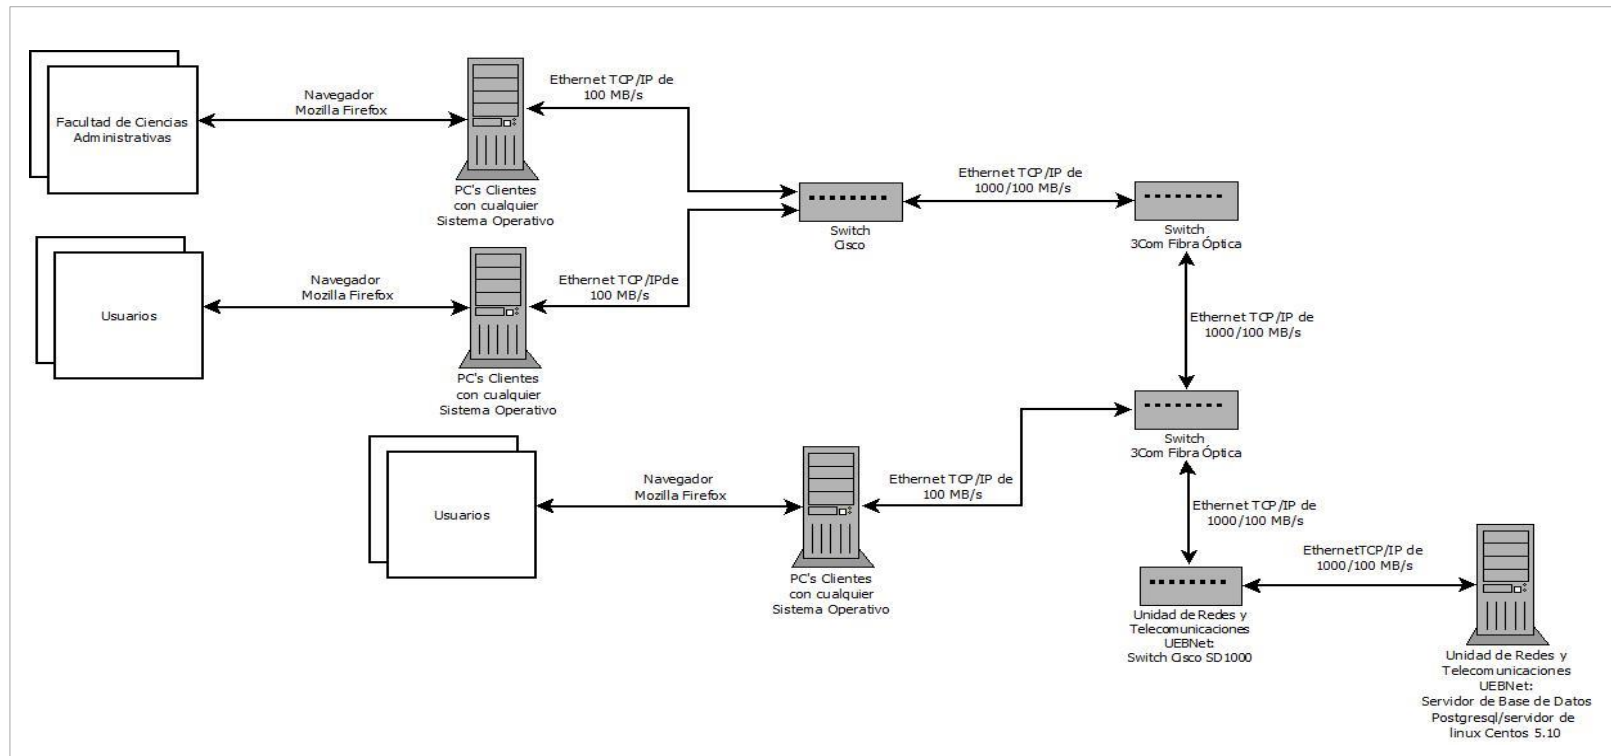 Facultad de Ciencias
Administrativas
Navegador
Mozilla Firefox
PC's Clientes
con cualquier
Sistema Operativo
Ethernet TCP/IP de
100 MB/s
Switch
Cisco
Ethernet TCP/IP de
1000/100 MB/s
Switch
3Com Fibra Óptica
Usuarios
Navegador
Mozilla Firefox
PC's Clientes
con cualquier
Sistema Operativo
Ethernet TCP/IPde
100 MB/s
Ethernet TCP/IP de
1000/100 MB/s
Switch
3Com Fibra Óptica
Usuarios
Navegador
Mozilla Firefox
PC's Clientes
con cualquier
Sistema Operativo
Ethernet TCP/IP de
100 MB/s
Ethernet TCP/IP de
1000/100 MB/s
Unidad de Redes y
Telecomunicaciones
UEBNet:
Switch Cisco SD1000
EthernetTCP/IP de
1000/100 MB/s
Unidad de Redes y
Telecomunicaciones
UEBNet:
Servidor de Base de Datos
Postgresql/servidor de
linux Centos 5.10